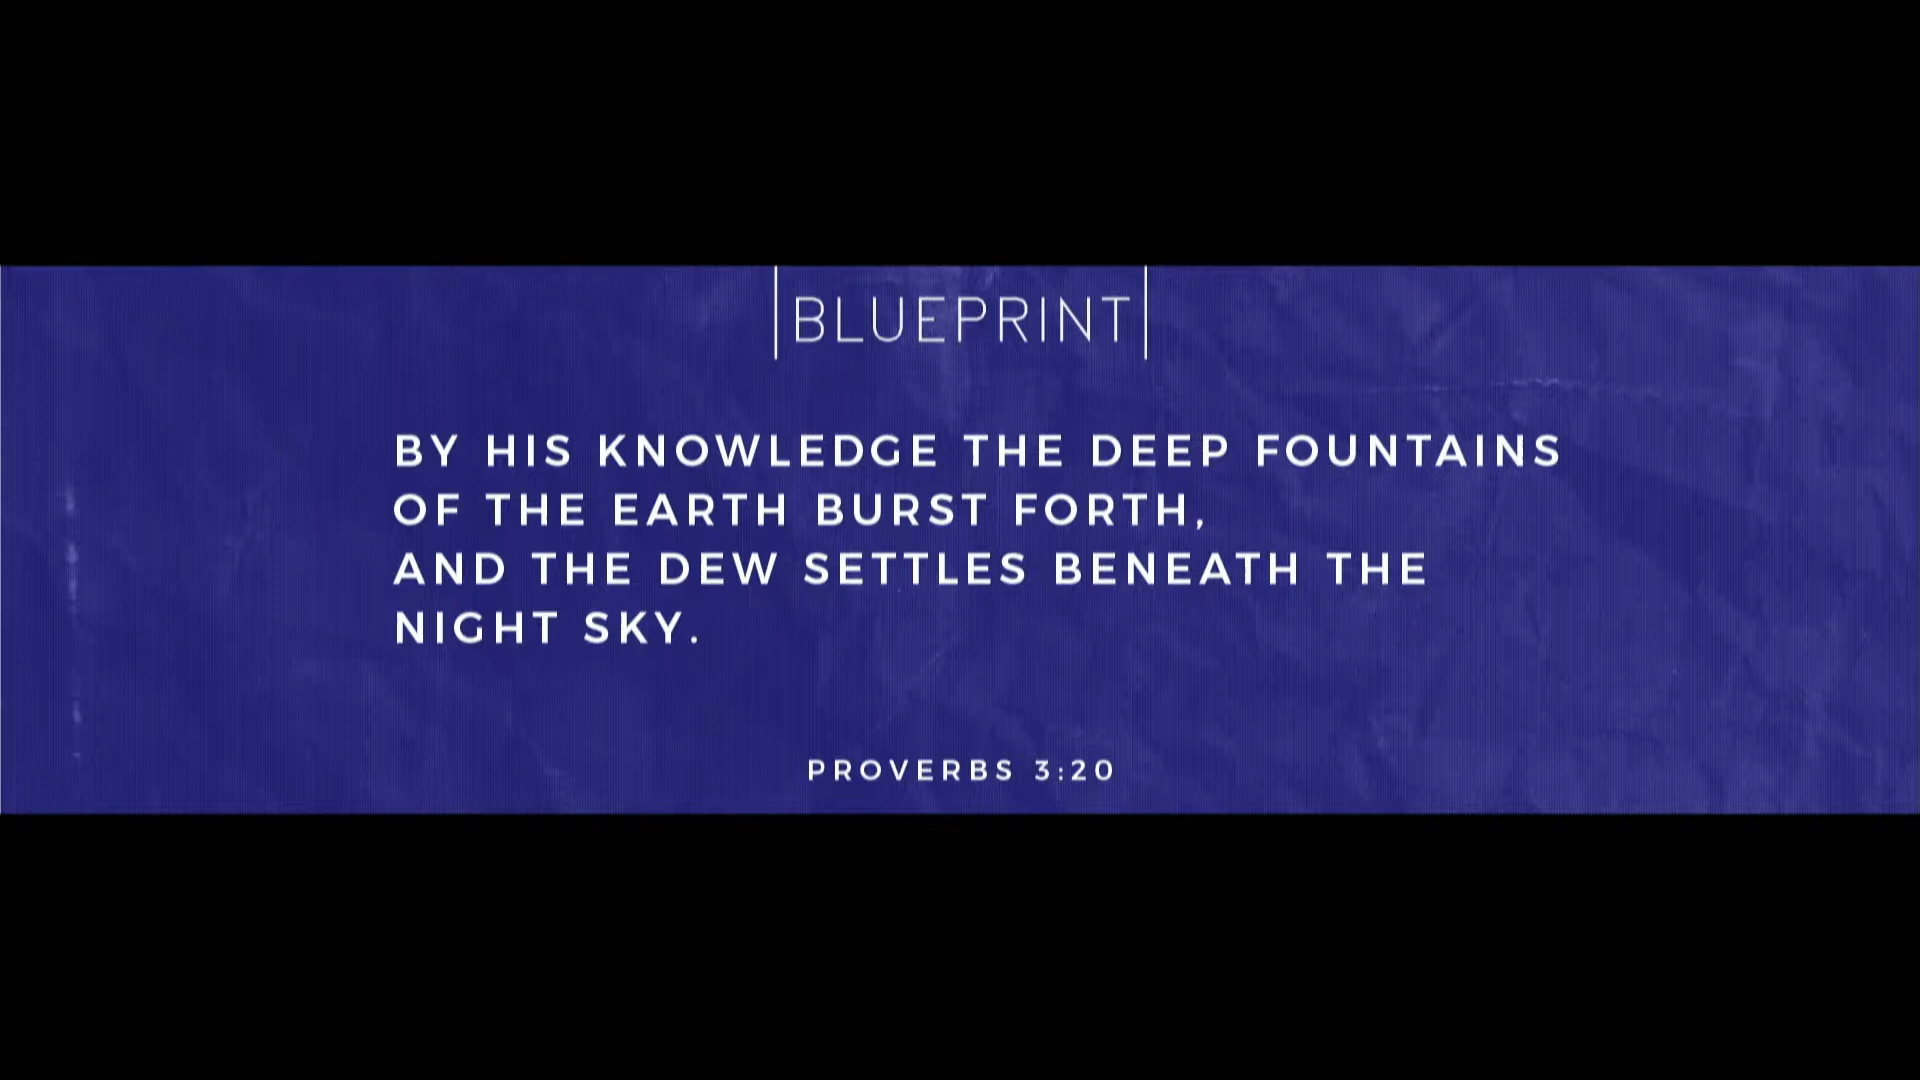 BLUEPRINT
BY HIS KNOWLEDGE THE DEEP FOUNTAINS
OF THE EARTH BURST FORTH,
AND THE DEW SETTLES BENEATH THE
NIGHT SKY.
PROVERBS 3:20